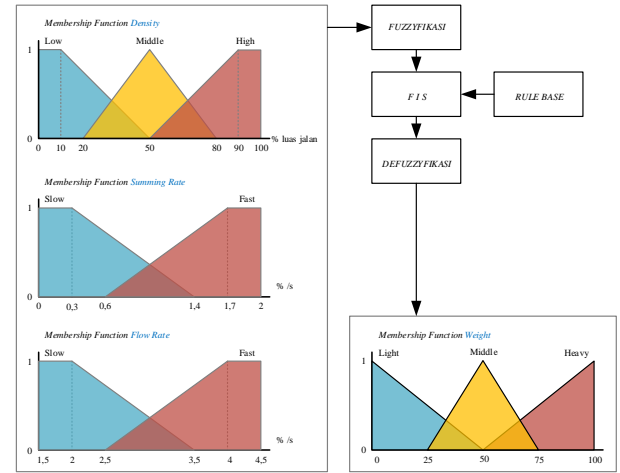 Membership Function Density
Low Middle High
1
0
0 10 20 50 80 90 100
% luas jalan
Membership Function Summing Rate
Slow Fast
1
0
0 0,3 0,6 1,4 1,7 2
% /s
Membership Function Flow Rate
Slow Fast
1
0
1,5 2 2,5 3,5 4 4,5
% /s
FUZZYFIKASI
F I S
RULE BASE
DEFUZZYFIKASI
Membership Function Weight
Light Middle Heavy
1
0
0 25 50 75 100